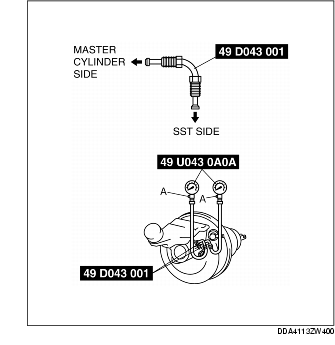 49 D043 001
MASTER
CYLINDER
SIDE
SST SIDE
49 U043 0A0A
A
A
49 D043 001
DDA4113ZW400